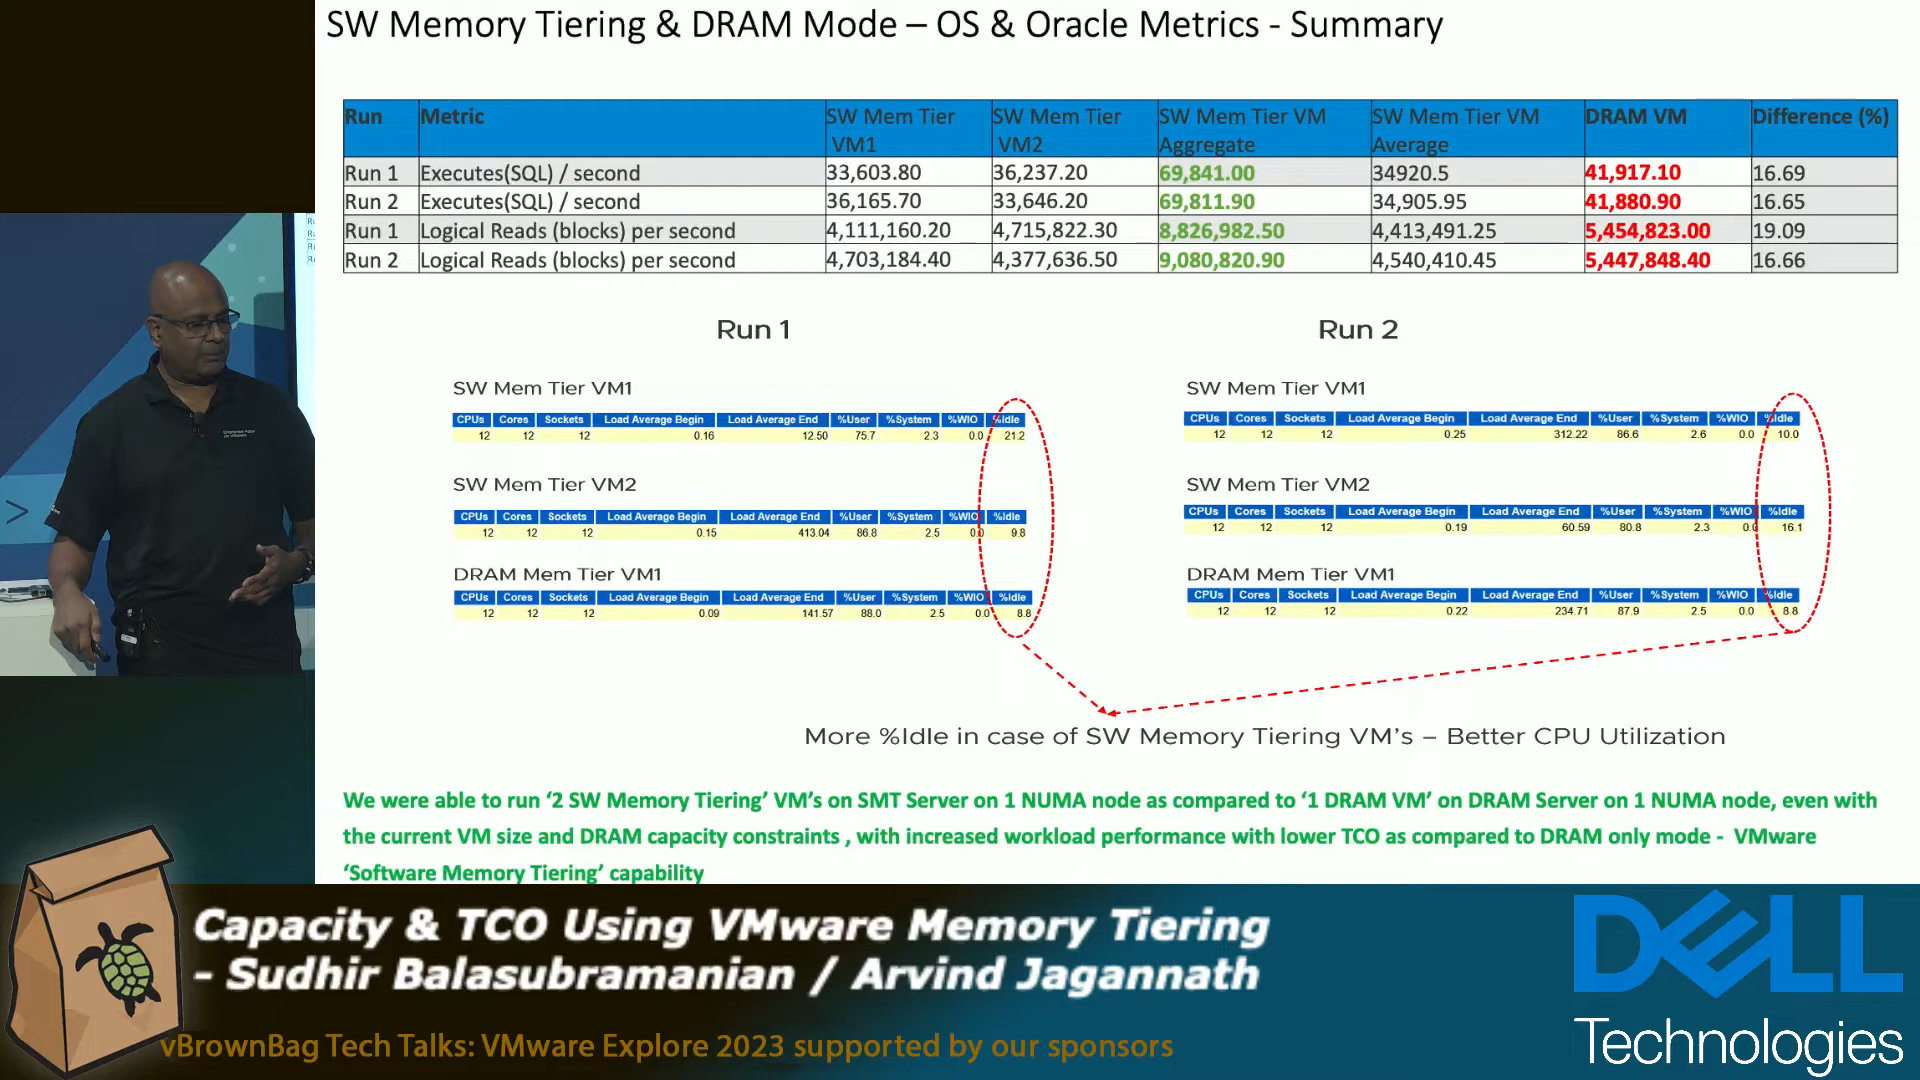 SW Memory Tiering & DRAM Mode – OS & Oracle Metrics - Summary
Run Metric SW Mem Tier VM1 SW Mem Tier VM2 SW Mem Tier VM Aggregate SW Mem Tier VM Average DRAM VM Difference (%)
Run 1 Executes(SQL) / second 33,603.80 36,237.20 69,841.00 34920.5 41,917.10 16.69
Run 2 Executes(SQL) / second 36,165.70 33,646.20 69,811.90 34,905.95 41,880.90 16.65
Run 1 Logical Reads (blocks) per second 4,111,160.20 4,715,822.30 8,826,982.50 4,413,491.25 5,454,823.00 19.09
Run 2 Logical Reads (blocks) per second 4,703,184.40 4,377,636.50 9,080,820.90 4,540,410.45 5,447,848.40 16.66
Run 1
SW Mem Tier VM1
CPUs Cores Sockets Load Average Begin Load Average End %User %System %WIO %Idle
12 12 12 0.16 12.50 75.7 2.3 0.0 21.2
SW Mem Tier VM2
CPUs Cores Sockets Load Average Begin Load Average End %User %System %WIO %Idle
12 12 12 0.15 413.04 86.8 2.5 0.0 9.8
DRAM Mem Tier VM1
CPUs Cores Sockets Load Average Begin Load Average End %User %System %WIO %Idle
12 12 12 0.09 141.57 88.0 2.5 0.0 8.8
Run 2
SW Mem Tier VM1
CPUs Cores Sockets Load Average Begin Load Average End %User %System %WIO %Idle
12 12 12 0.25 312.22 86.6 2.6 0.0 10.0
SW Mem Tier VM2
CPUs Cores Sockets Load Average Begin Load Average End %User %System %WIO %Idle
12 12 12 0.19 60.59 80.8 2.3 0.0 16.1
DRAM Mem Tier VM1
CPUs Cores Sockets Load Average Begin Load Average End %User %System %WIO %Idle
12 12 12 0.22 234.71 87.9 2.5 0.0 8.8
More %Idle in case of SW Memory Tiering VM's – Better CPU Utilization
We were able to run ‘2 SW Memory Tiering’ VM’s on SMT Server on 1 NUMA node as compared to ‘1 DRAM VM’ on DRAM Server on 1 NUMA node, even with
the current VM size and DRAM capacity constraints , with increased workload performance with lower TCO as compared to DRAM only mode - VMware
‘Software Memory Tiering’ capability
Capacity & TCO Using VMware Memory Tiering
- Sudhir Balasubramanian / Arvind Jagannath
vBrownBag Tech Talks: VMware Explore 2023 supported by our sponsors
DELL
Technologies